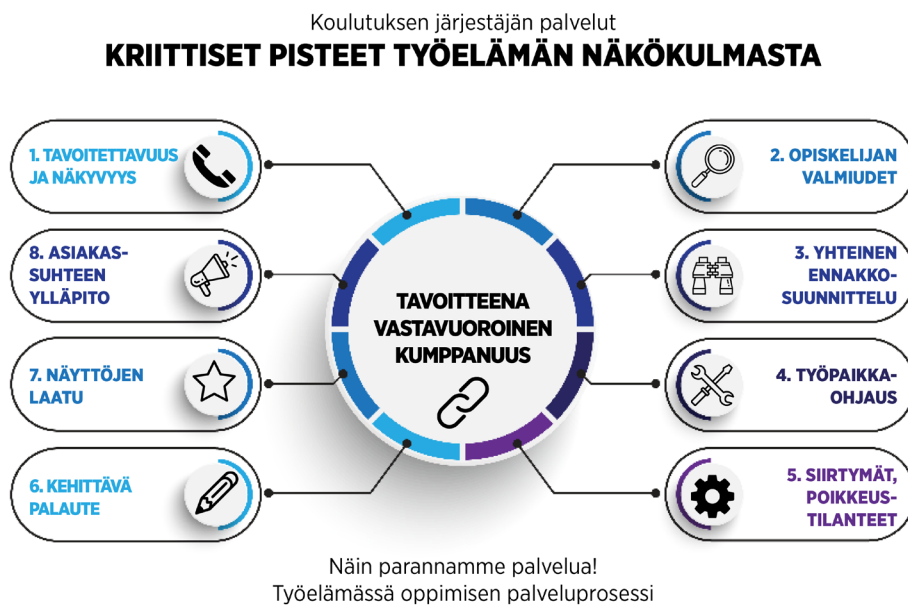 Koulutuksen järjestäjän palvelut
KRIITTISET PISTEET TYÖELÄMÄN NÄKÖKULMASTA
1. TAVOITETTAVUUS
JA NÄKYVYYS
2. OPISKELIJAN
VALMIUDET
3. YHTEINEN
ENNAKKO-
SUUNNITTELU
4. TYÖPAIKKA-
OHJAUS
5. SIIRTYMÄT,
POIKKEUS-
TILANTEET
6. KEHITTÄVÄ
PALAUTE
7. NÄYTTÖJEN
LAATU
8. ASIAKAS-
SUHTEEN
YLLÄPITO
TAVOITTEENA
VASTAVUOROINEN
KUMPPANUUS
Näin parannamme palvelua!
Työelämässä oppimisen palveluprosessi